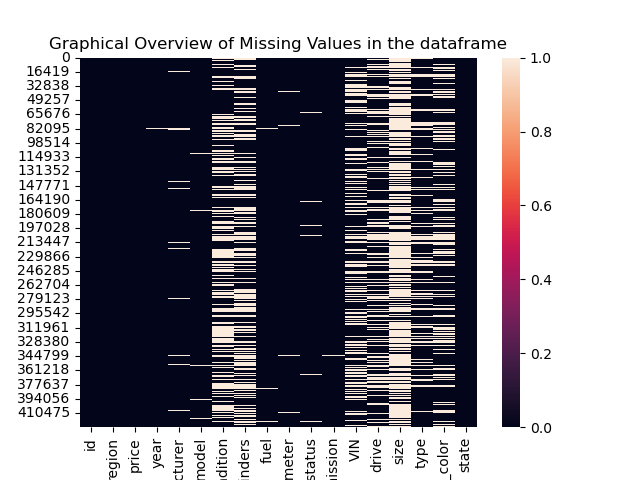 Graphical Overview of Missing Values in the dataframe
0
16419
32838
49257
65676
82095
98514
114933
131352
147771
164190
180609
197028
213447
229866
246285
262704
279123
295542
311961
328380
344799
361218
377637
394056
410475
1.0
0.8
0.6
0.4
0.2
0.0
id
region
price
year
cturer
model
dition
inders
fuel
meter
status
ission
VIN
drive
size
type
_color
state